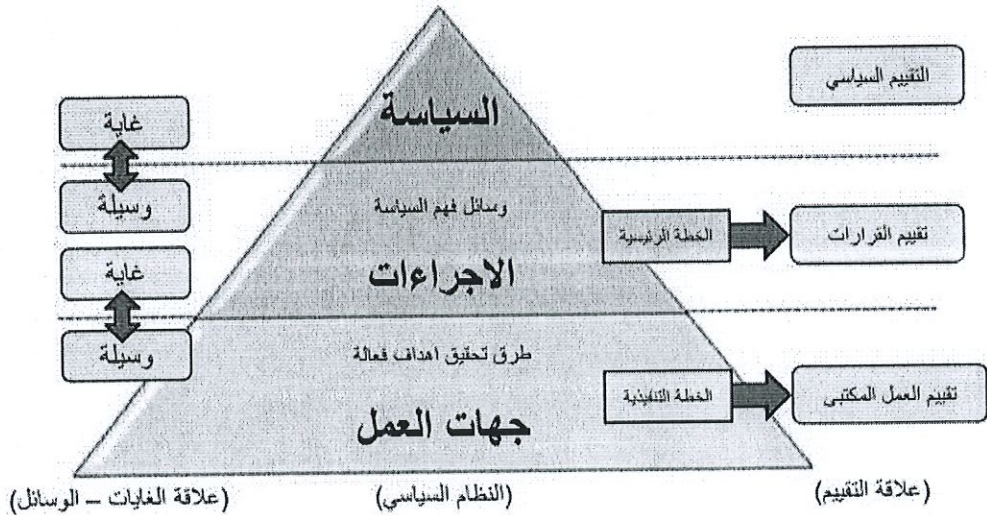 التقييم السياسي
السياسة
غاية
وسيلة
وسائل فهم السياسة
الخطة الرئيسية
تقييم القرارات
غاية
الاجراءات
وسيلة
طرق تحقيق اهداف فعالة
الخطة التنفيذية
تقييم العمل المكتبى
جهات العمل
(علاقة التقييم)
(النظام السياسي)
(علاقة الغايات – الوسائل)